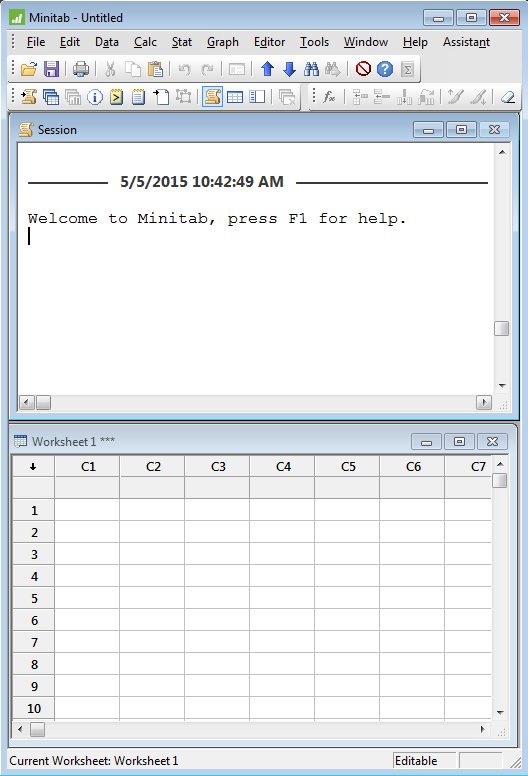 Minitab - Untitled
File Edit Data Calc Stat Graph Editor Tools Window Help Assistant
Session
5/5/2015 10:42:49 AM
Welcome to Minitab, press F1 for help.
Worksheet 1 ***
C1 C2 C3 C4 C5 C6 C7
1
2
3
4
5
6
7
8
9
10
Current Worksheet: Worksheet 1 Editable